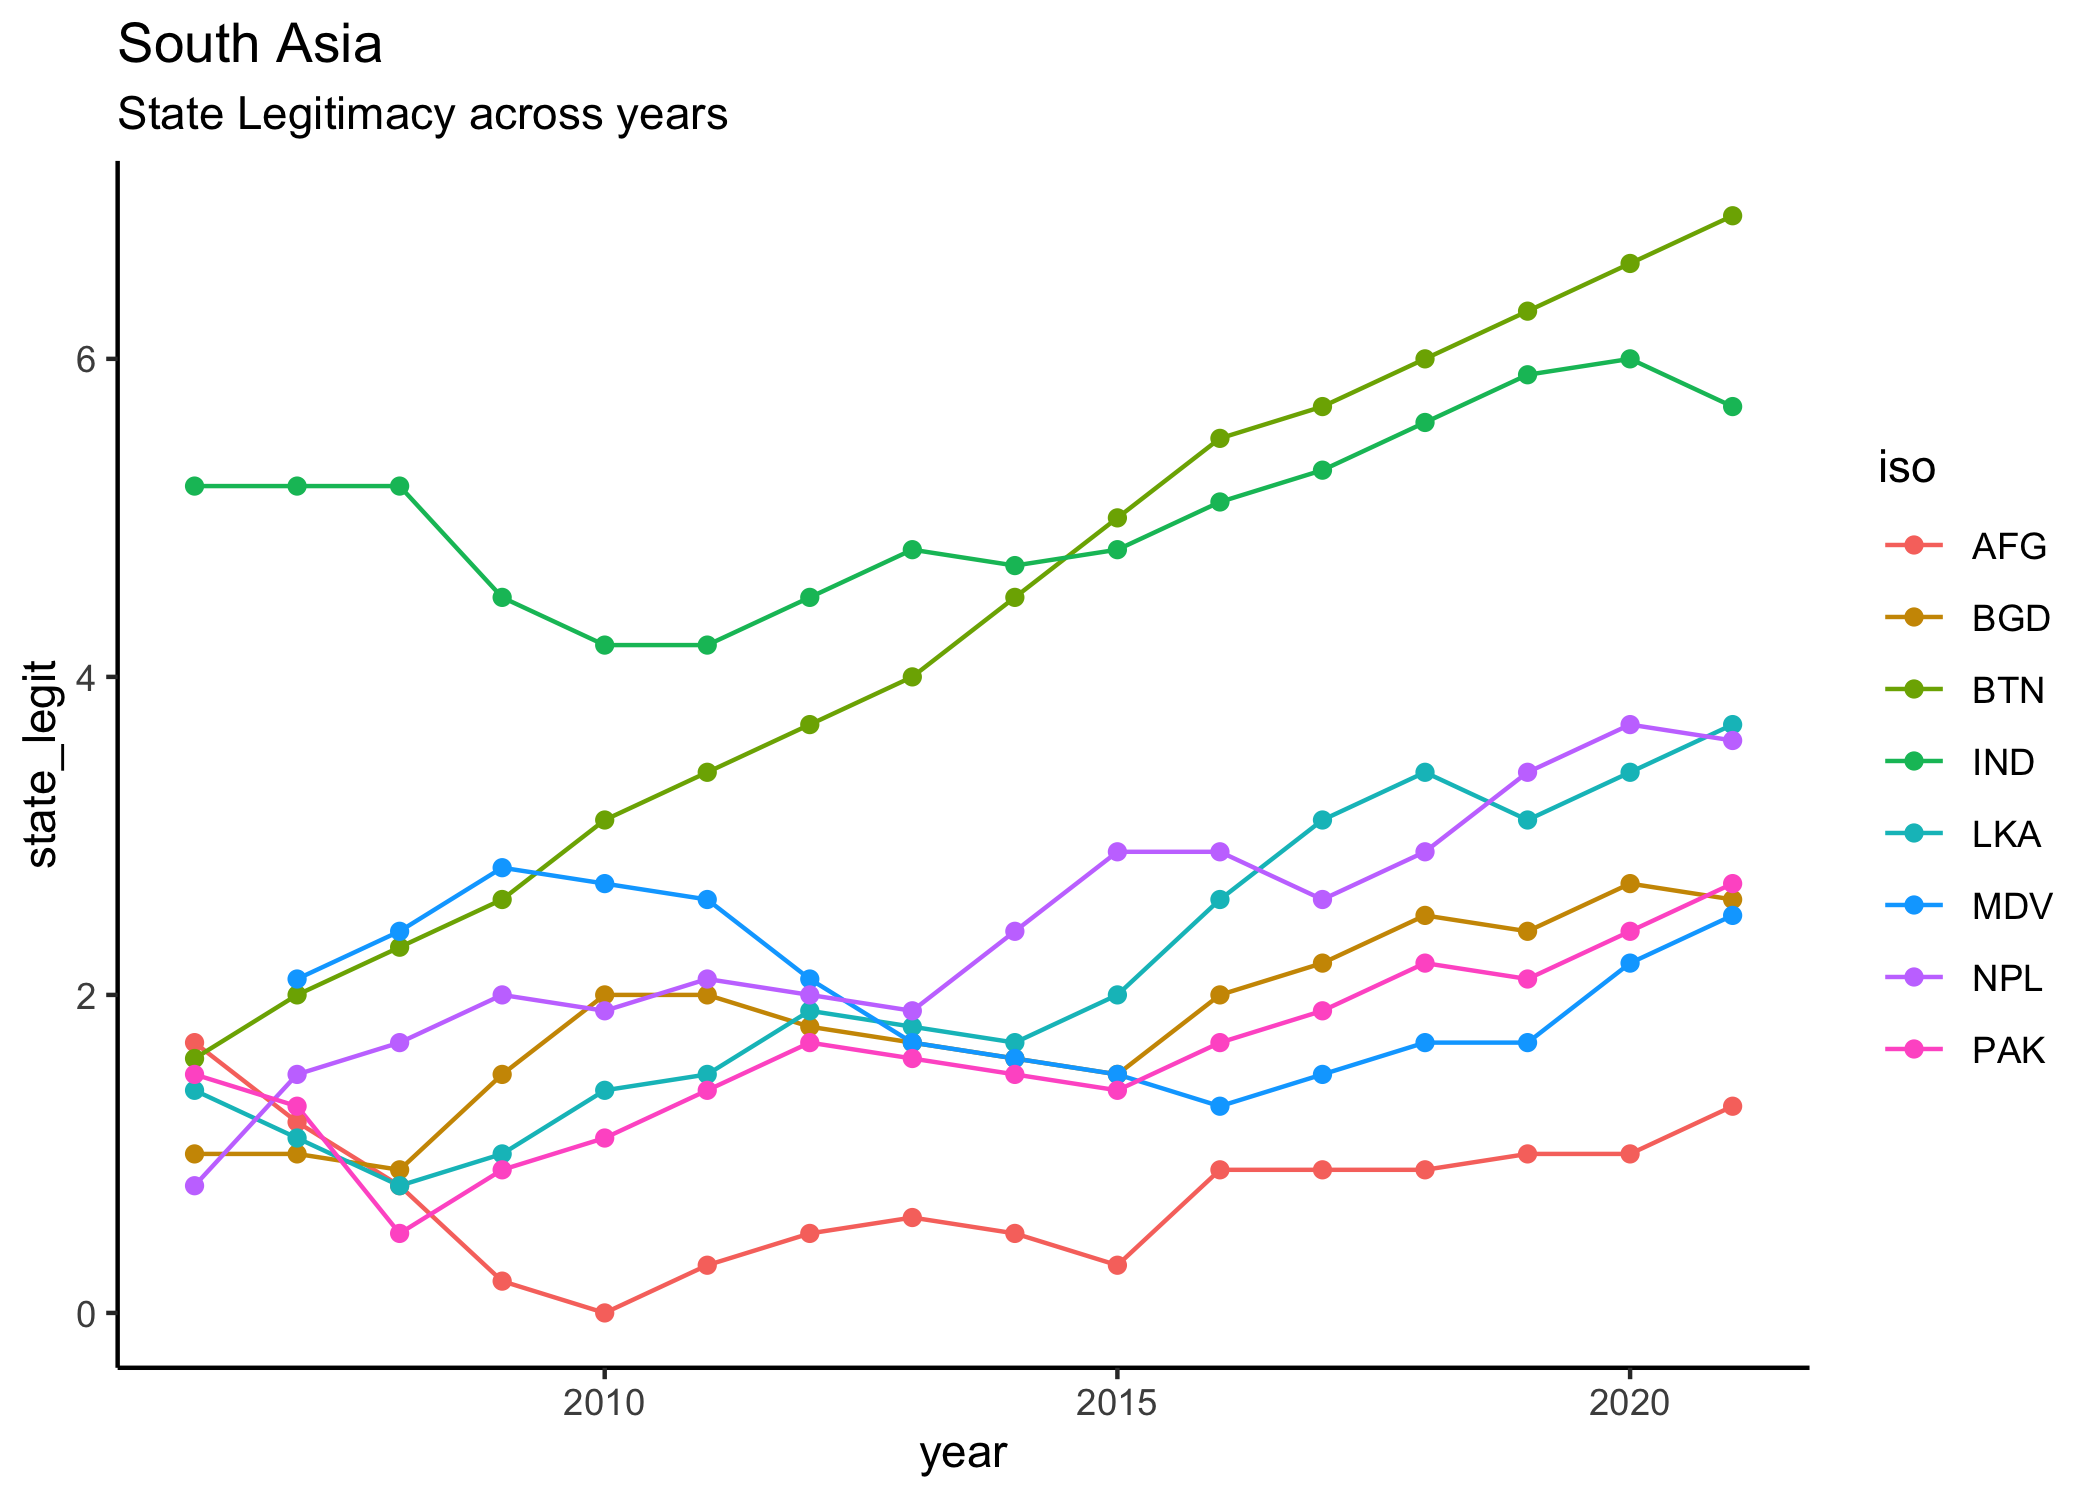 South Asia
State Legitimacy across years
state_legit
6
4
2
0
2010
2015
2020
year
iso
AFG
BGD
BTN
IND
LKA
MDV
NPL
PAK